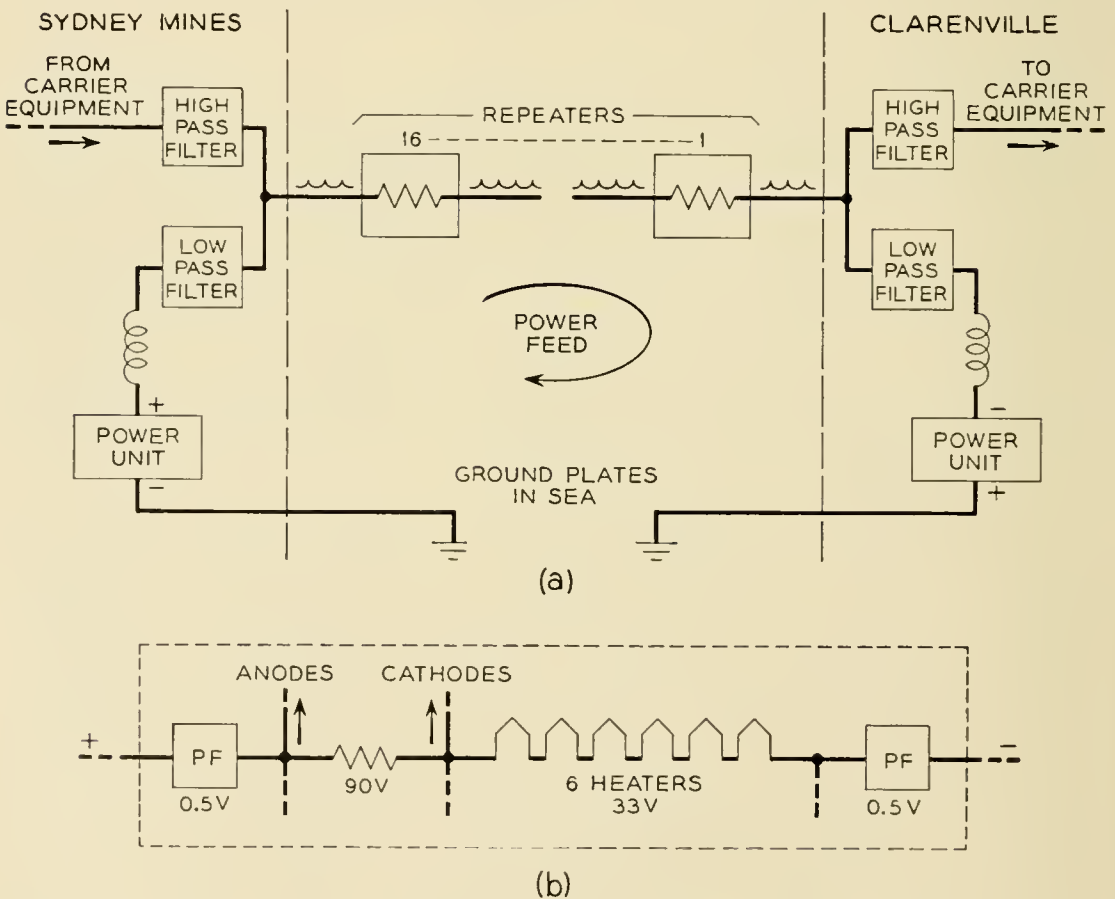 SYDNEY MINES
CLARENVILLE
FROM
CARRIER
EQUIPMENT
HIGH
PASS
FILTER
REPEATERS
16
1
HIGH
PASS
FILTER
TO
CARRIER
EQUIPMENT
LOW
PASS
FILTER
LOW
PASS
FILTER
POWER
FEED
+
POWER
UNIT
−
−
POWER
UNIT
+
GROUND PLATES
IN SEA
(a)
ANODES
CATHODES
+
PF
0.5V
90V
6 HEATERS
33V
PF
0.5V
−
(b)